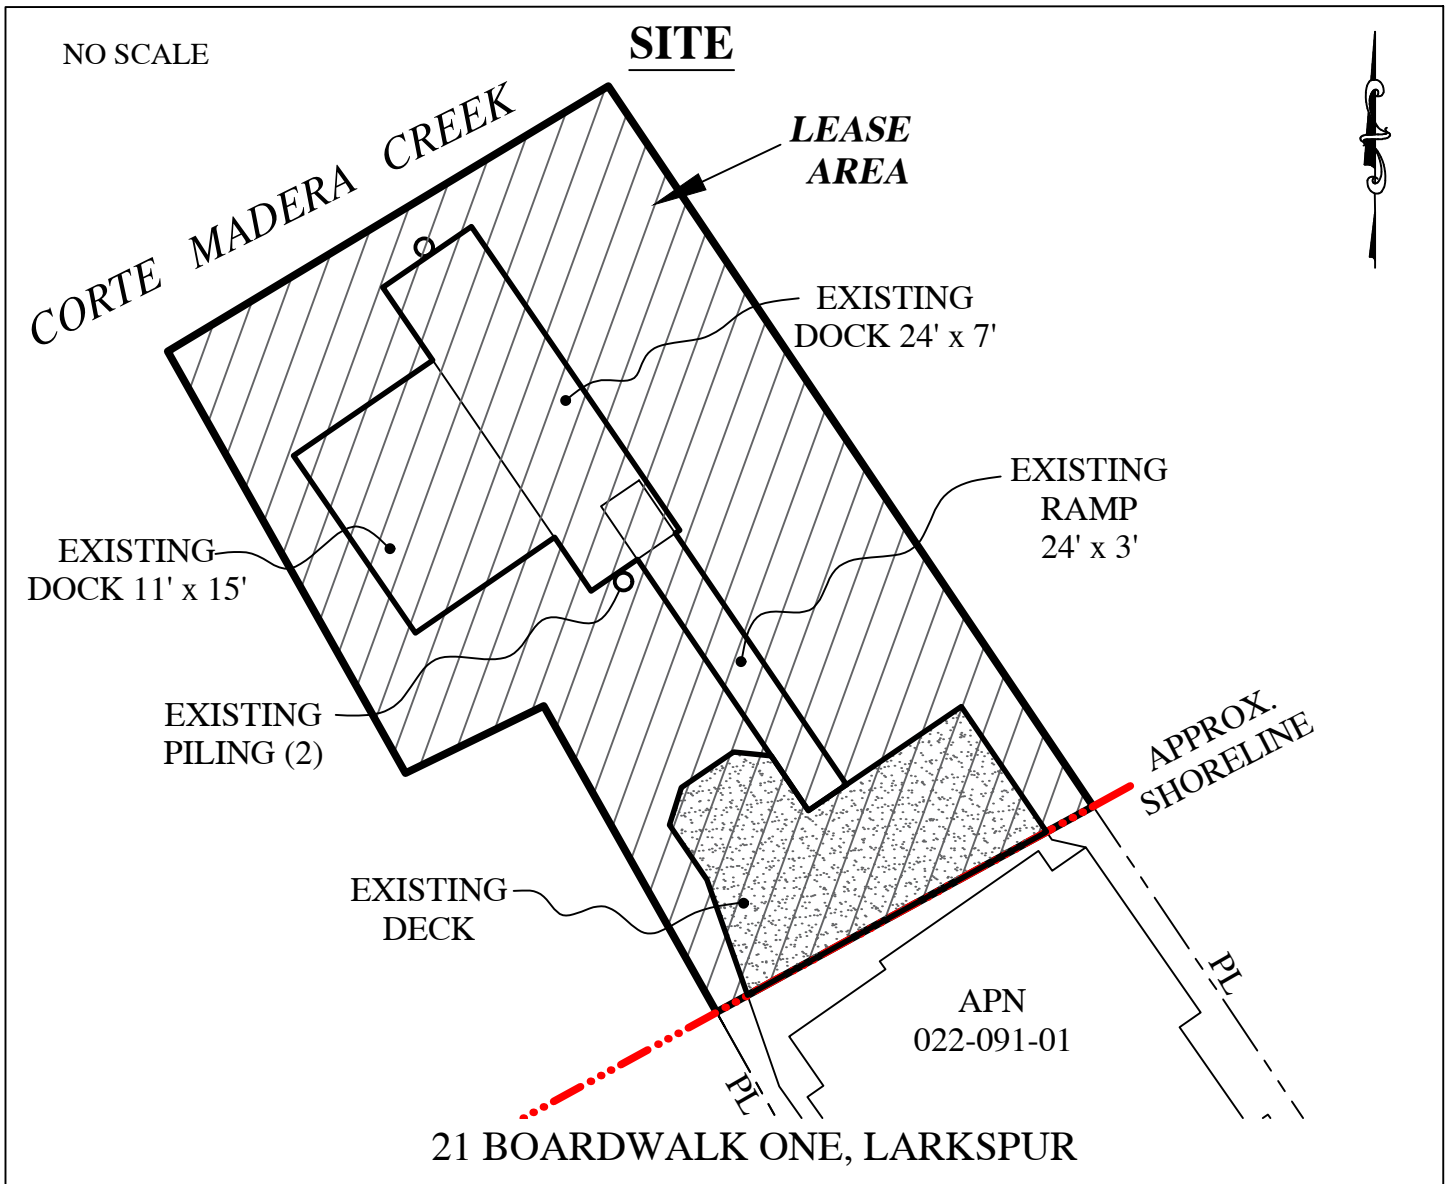 NO SCALE
SITE
CORTE MADERA CREEK
LEASE
AREA
EXISTING
DOCK 24' x 7'
EXISTING
RAMP
24' x 3'
EXISTING
DOCK 11' x 15'
EXISTING
PILING (2)
APPROX.
SHORELINE
EXISTING
DECK
PL
APN
022-091-01
PL
21 BOARDWALK ONE, LARKSPUR